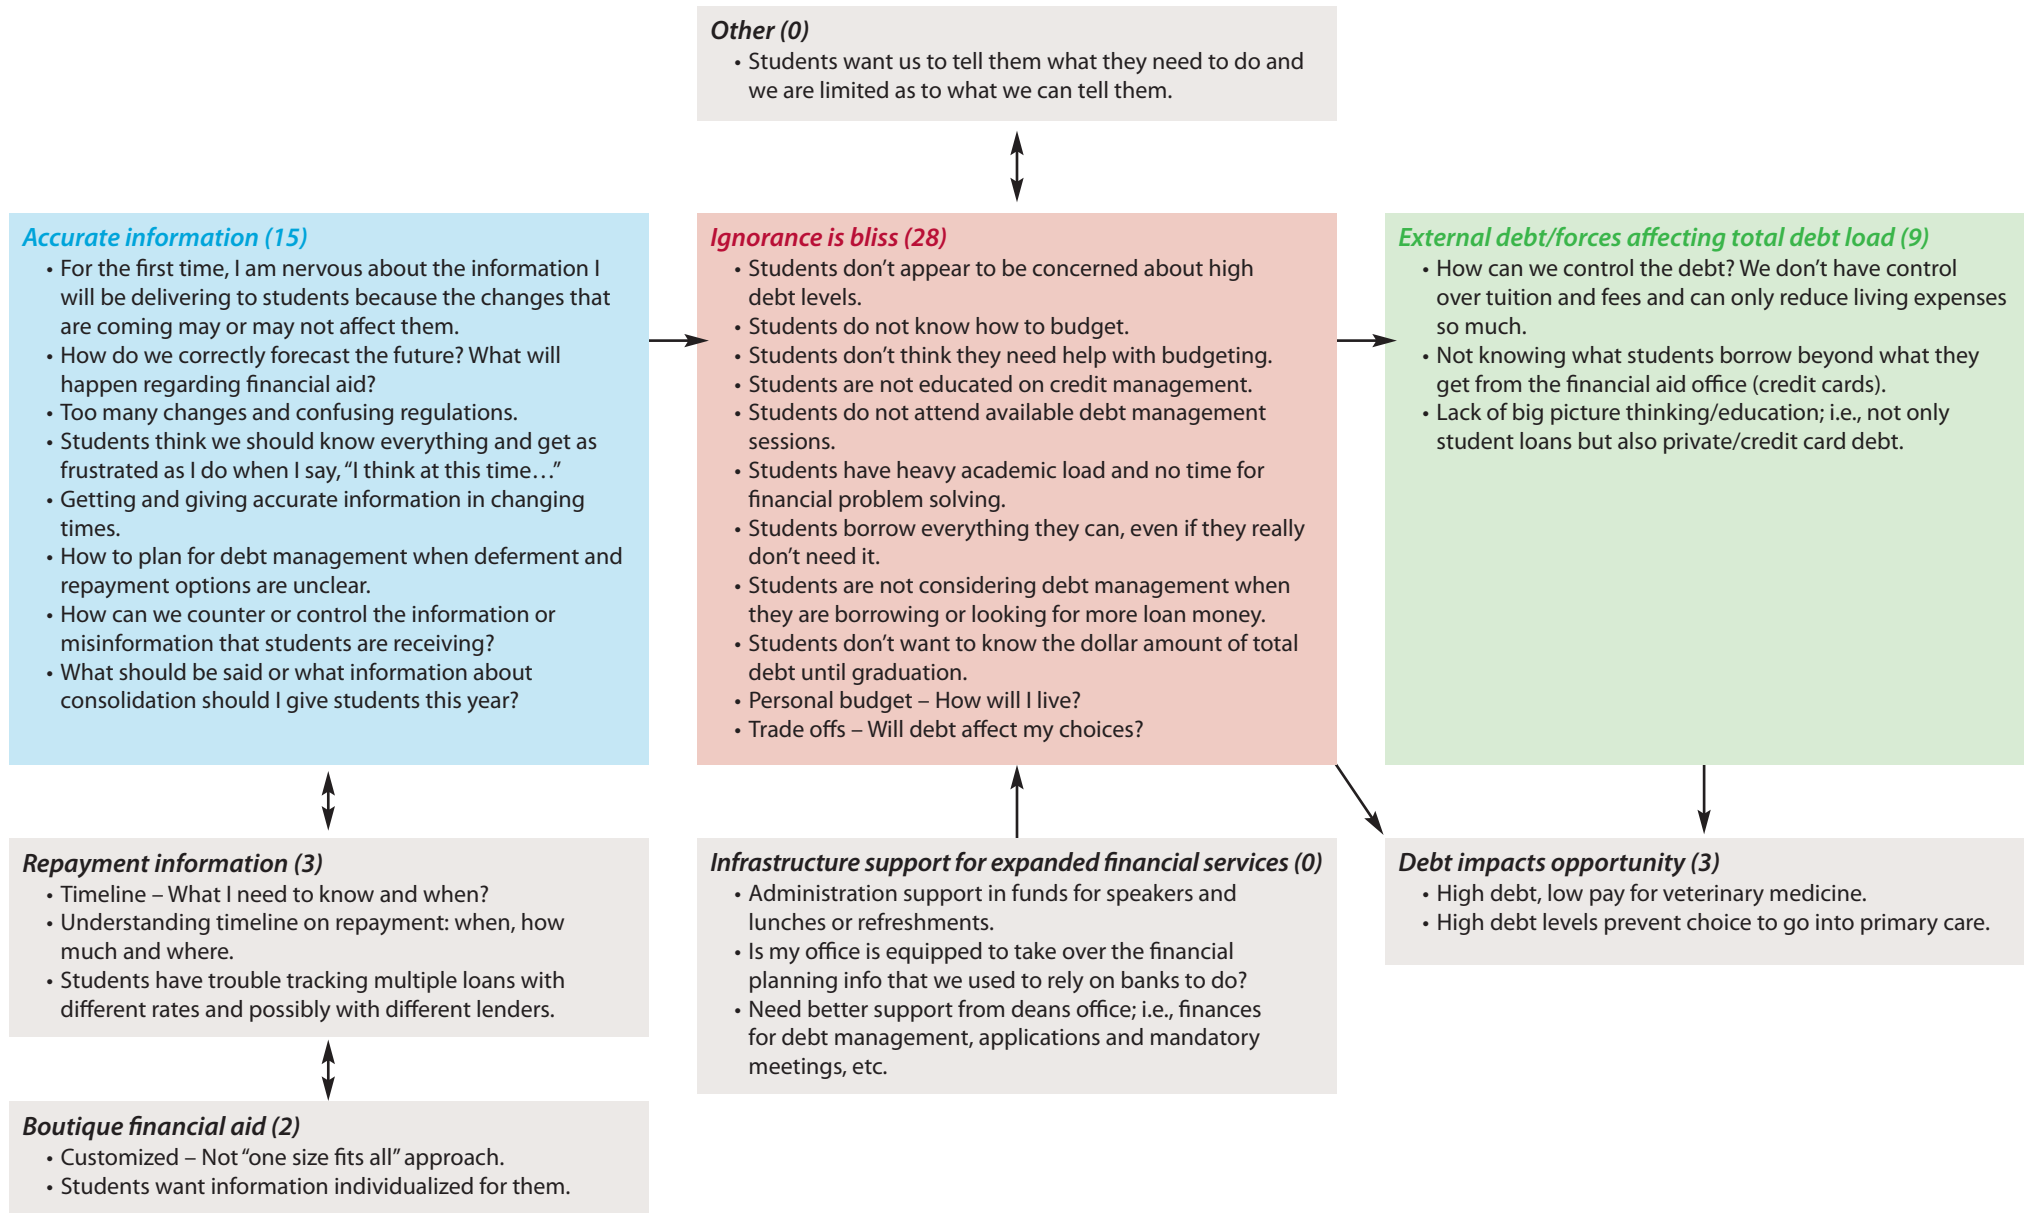 Other (0)
• Students want us to tell them what they need to do and
we are limited as to what we can tell them.
Accurate information (15)
• For the first time, I am nervous about the information I
will be delivering to students because the changes that
are coming may or may not affect them.
• How do we correctly forecast the future? What will
happen regarding financial aid?
• Too many changes and confusing regulations.
• Students think we should know everything and get as
frustrated as I do when I say, “I think at this time…”
• Getting and giving accurate information in changing
times.
• How to plan for debt management when deferment and
repayment options are unclear.
• How can we counter or control the information or
misinformation that students are receiving?
• What should be said or what information about
consolidation should I give students this year?
Ignorance is bliss (28)
• Students don’t appear to be concerned about high
debt levels.
• Students do not know how to budget.
• Students don’t think they need help with budgeting.
• Students are not educated on credit management.
• Students do not attend available debt management
sessions.
• Students have heavy academic load and no time for
financial problem solving.
• Students borrow everything they can, even if they really
don’t need it.
• Students are not considering debt management when
they are borrowing or looking for more loan money.
• Students don’t want to know the dollar amount of total
debt until graduation.
• Personal budget – How will I live?
• Trade offs – Will debt affect my choices?
External debt/forces affecting total debt load (9)
• How can we control the debt? We don’t have control
over tuition and fees and can only reduce living expenses
so much.
• Not knowing what students borrow beyond what they
get from the financial aid office (credit cards).
• Lack of big picture thinking/education; i.e., not only
student loans but also private/credit card debt.
Repayment information (3)
• Timeline – What I need to know and when?
• Understanding timeline on repayment: when, how
much and where.
• Students have trouble tracking multiple loans with
different rates and possibly with different lenders.
Infrastructure support for expanded financial services (0)
• Administration support in funds for speakers and
lunches or refreshments.
• Is my office is equipped to take over the financial
planning info that we used to rely on banks to do?
• Need better support from deans office; i.e., finances
for debt management, applications and mandatory
meetings, etc.
Debt impacts opportunity (3)
• High debt, low pay for veterinary medicine.
• High debt levels prevent choice to go into primary care.
Boutique financial aid (2)
• Customized – Not “one size fits all” approach.
• Students want information individualized for them.